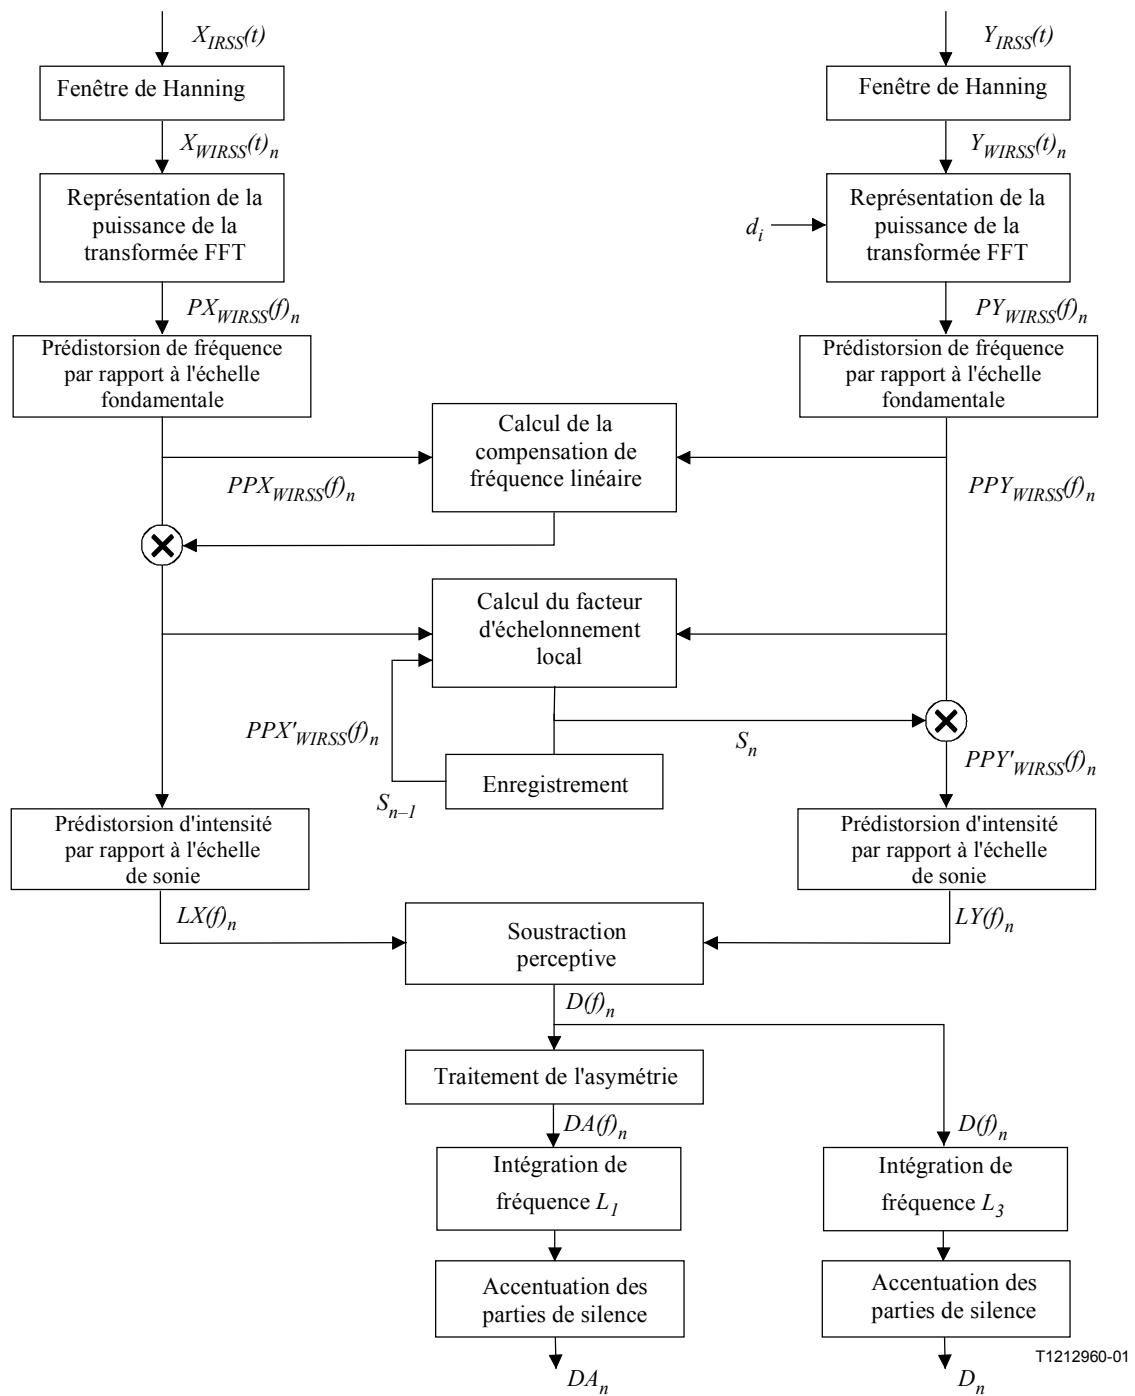 X_IRSS(t)
Y_IRSS(t)
Fenêtre de Hanning
Fenêtre de Hanning
X_WIRSS(t)_n
Y_WIRSS(t)_n
Représentation de la
puissance de la
transformée FFT
d_i
Représentation de la
puissance de la
transformée FFT
PX_WIRSS(f)_n
PY_WIRSS(f)_n
Prédistorsion de fréquence
par rapport à l'échelle
fondamentale
Prédistorsion de fréquence
par rapport à l'échelle
fondamentale
Calcul de la
compensation de
fréquence linéaire
PPX_WIRSS(f)_n
PPY_WIRSS(f)_n
Calcul du facteur
d'échelonnement
local
PPX'_WIRSS(f)_n
S_n
PPY'_WIRSS(f)_n
Enregistrement
S_n–1
Prédistorsion d'intensité
par rapport à l'échelle
de sonie
Prédistorsion d'intensité
par rapport à l'échelle
de sonie
LX(f)_n
LY(f)_n
Soustraction
perceptive
D(f)_n
Traitement de l'asymétrie
DA(f)_n
D(f)_n
Intégration de
fréquence L_1
Intégration de
fréquence L_3
Accentuation des
parties de silence
Accentuation des
parties de silence
T1212960-01
DA_n
D_n